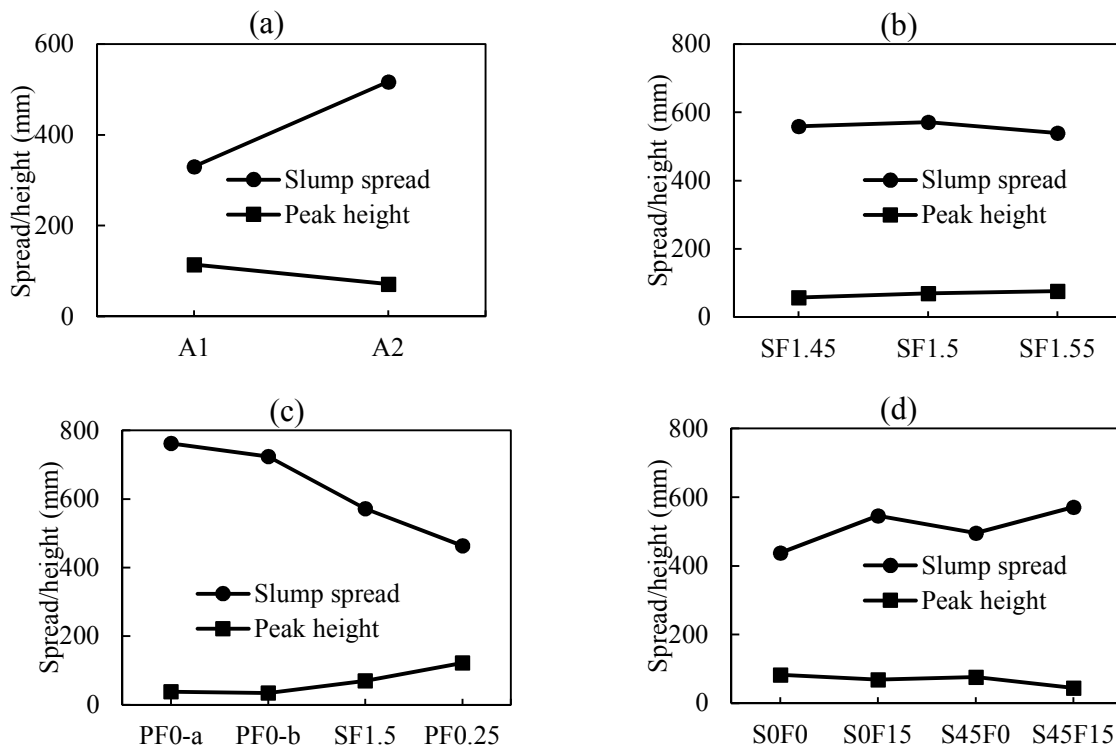 (a)
Spread/height (mm)
600
400
200
0
Slump spread
Peak height
A1 A2
(b)
Spread/height (mm)
800
600
400
200
0
Slump spread
Peak height
SF1.45 SF1.5 SF1.55
(c)
Spread/height (mm)
800
600
400
200
0
Slump spread
Peak height
PF0-a PF0-b SF1.5 PF0.25
(d)
Spread/height (mm)
800
600
400
200
0
Slump spread
Peak height
S0F0 S0F15 S45F0 S45F15